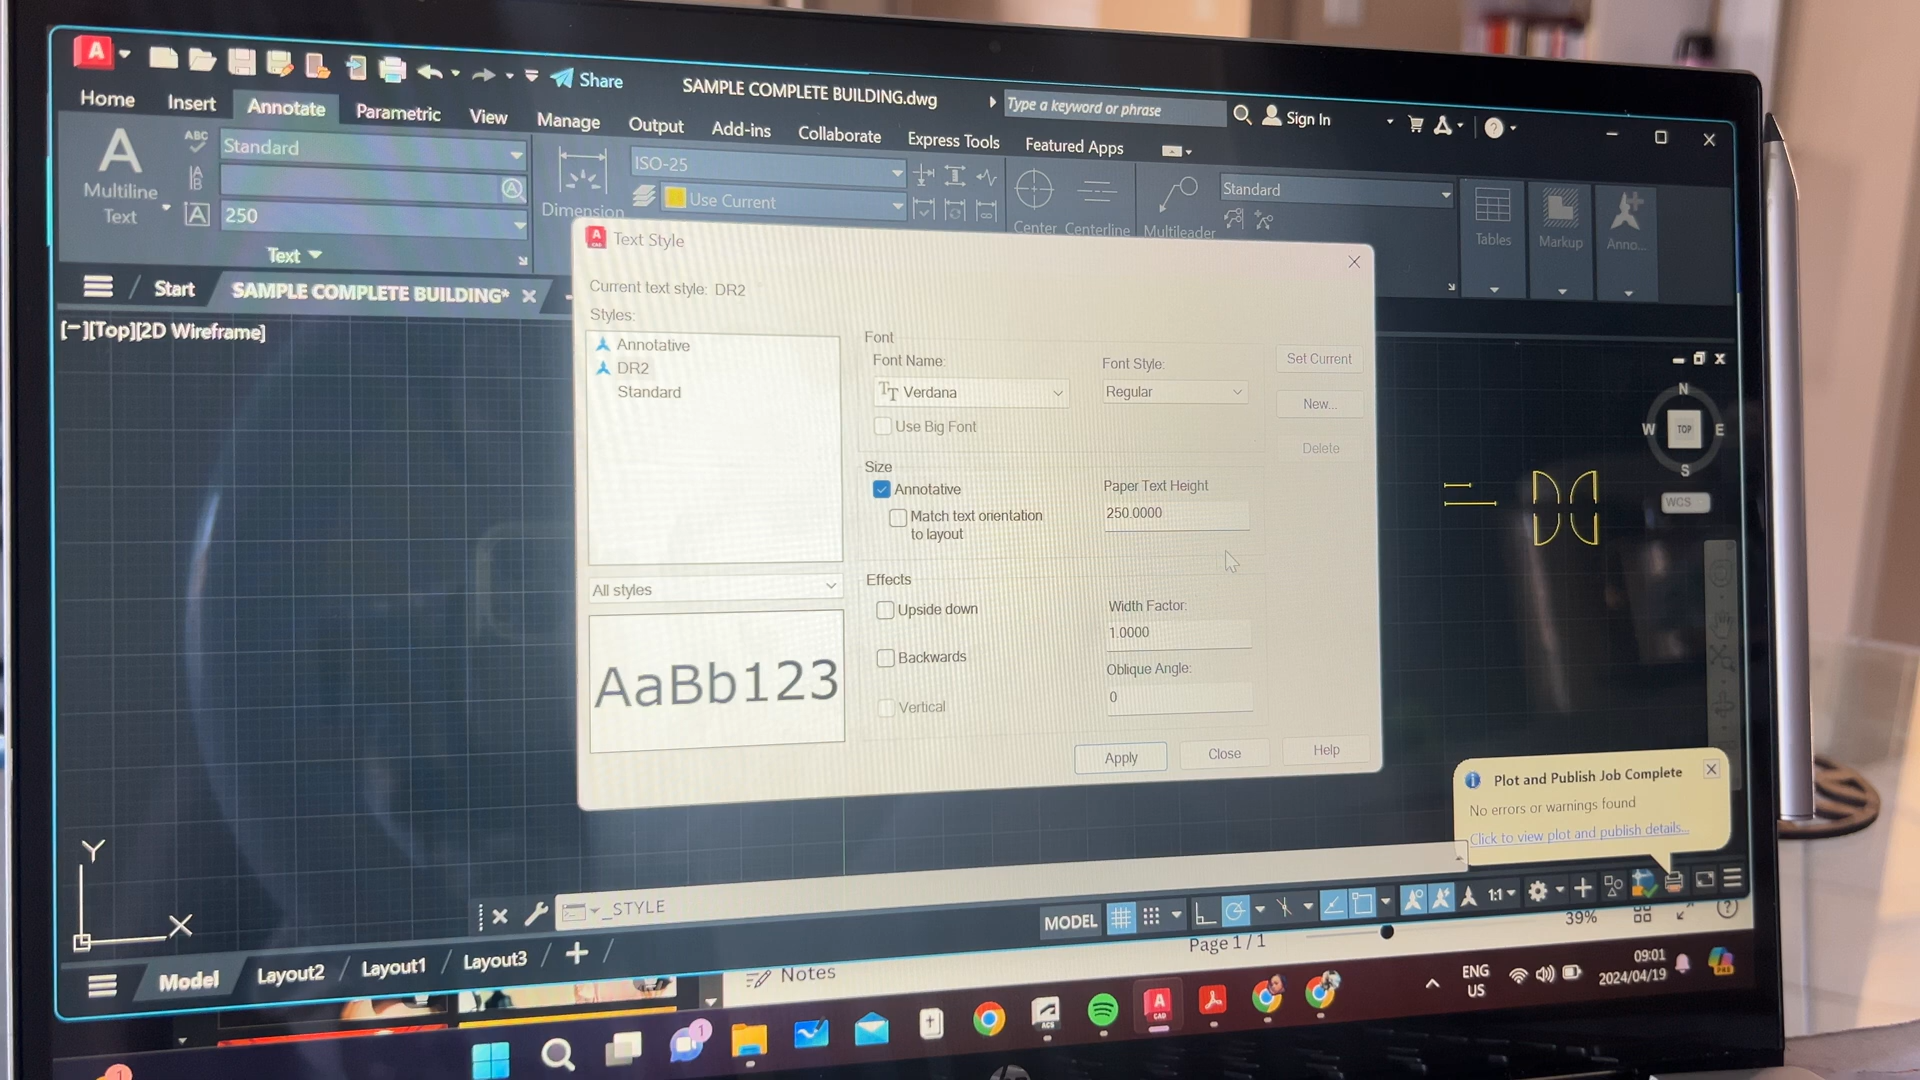 Share
SAMPLE COMPLETE BUILDING.dwg
Type a keyword or phrase
Sign In
Home
Insert
Annotate
Parametric
View
Manage
Output
Add-ins
Collaborate
Express Tools
Featured Apps
A
Multiline
Text
ABC
Standard
250
Text
Dimension
ISO-25
Use Current
Center
Centerline
Multileader
Standard
Tables
Markup
Anno...
Start
SAMPLE COMPLETE BUILDING*
[−][Top][2D Wireframe]
Text Style
Current text style: DR2
Styles:
Annotative
DR2
Standard
All styles
AaBb123
Font
Font Name:
Verdana
Use Big Font
Font Style:
Regular
Set Current
New...
Delete
Size
Annotative
Match text orientation
to layout
Paper Text Height
250.0000
Effects
Upside down
Backwards
Vertical
Width Factor:
1.0000
Oblique Angle:
0
Apply
Close
Help
N
W
TOP
E
S
WCS
Plot and Publish Job Complete
No errors or warnings found
Click to view plot and publish details...
Y
X
_STYLE
MODEL
1:1
39%
Page 1 / 1
Model
Layout2
Layout1
Layout3
Notes
ENG
US
09:01
2024/04/19
1
1
A
CAD
hp